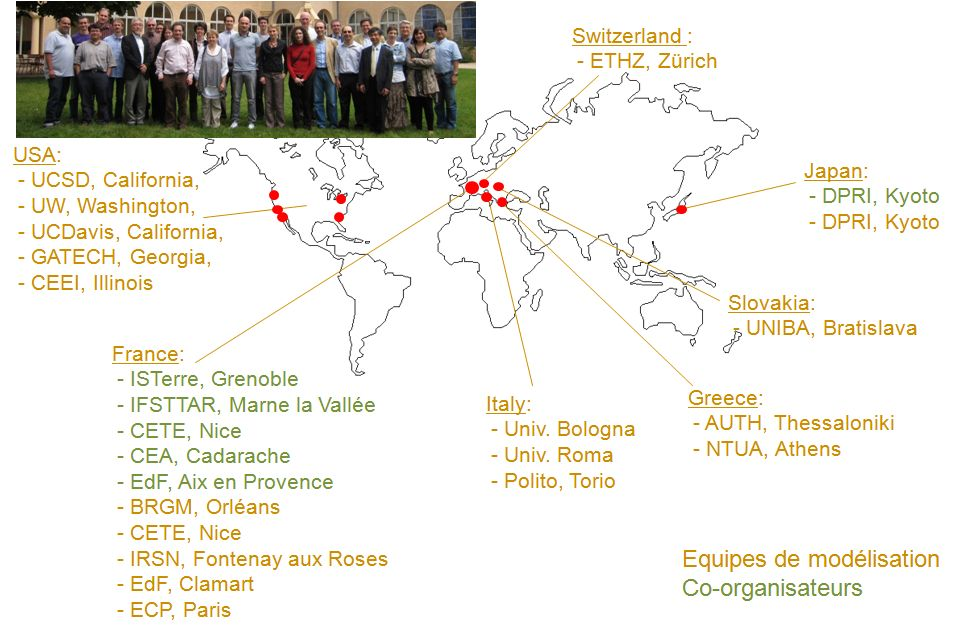 Switzerland :
- ETHZ, Zürich
USA:
- UCSD, California,
- UW, Washington,
- UCDavis, California,
- GATECH, Georgia,
- CEEI, Illinois
Japan:
- DPRI, Kyoto
- DPRI, Kyoto
Slovakia:
- UNIBA, Bratislava
France:
- ISTerre, Grenoble
- IFSTTAR, Marne la Vallée
- CETE, Nice
- CEA, Cadarache
- EdF, Aix en Provence
- BRGM, Orléans
- CETE, Nice
- IRSN, Fontenay aux Roses
- EdF, Clamart
- ECP, Paris
Italy:
- Univ. Bologna
- Univ. Roma
- Polito, Torio
Greece:
- AUTH, Thessaloniki
- NTUA, Athens
Equipes de modélisation
Co-organisateurs